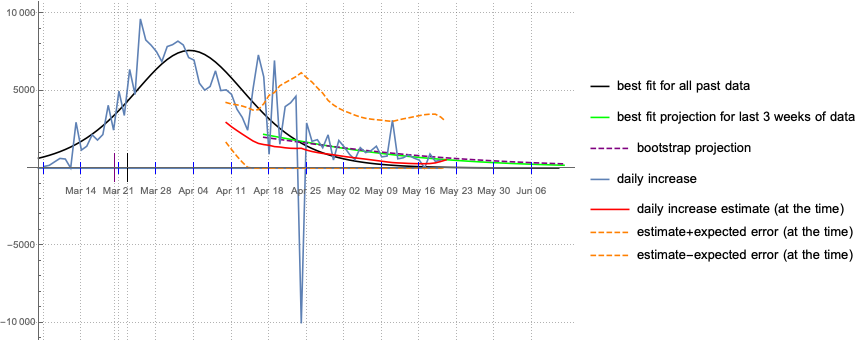 10 000
5000
−5000
−10 000
Mar 14 Mar 21 Mar 28 Apr 04 Apr 11 Apr 18 Apr 25 May 02 May 09 May 16 May 23 May 30 Jun 06
best fit for all past data
best fit projection for last 3 weeks of data
bootstrap projection
daily increase
daily increase estimate (at the time)
estimate+expected error (at the time)
estimate−expected error (at the time)